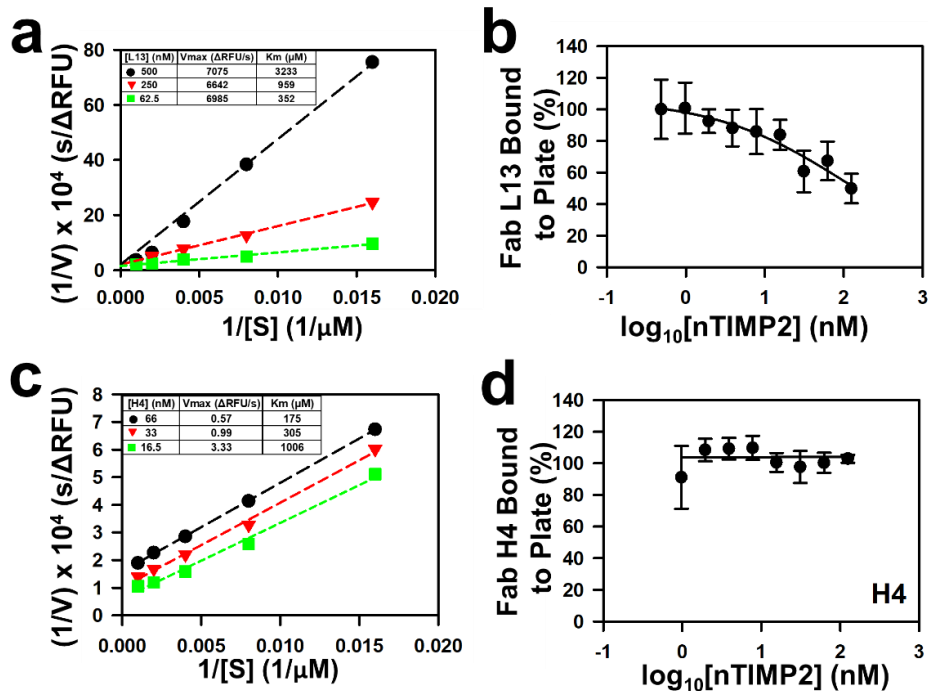 a
[L13] (nM) Vmax (ΔRFU/s) Km (µM)
500 7075 3233
250 6642 959
62.5 6985 352
(1/V) x 10⁴ (s/ΔRFU)
80
60
40
20
0
0.000 0.005 0.010 0.015 0.020
1/[S] (1/µM)
b
Fab L13 Bound
to Plate (%)
140
120
100
80
60
40
20
0
-1 0 1 2 3
log₁₀[nTIMP2] (nM)
c
[H4] (nM) Vmax (ΔRFU/s) Km (µM)
66 0.57 175
33 0.99 305
16.5 3.33 1006
(1/V) x 10⁴ (s/ΔRFU)
8
7
6
5
4
3
2
1
0
0.000 0.005 0.010 0.015 0.020
1/[S] (1/µM)
d
Fab H4 Bound
to Plate (%)
140
120
100
80
60
40
20
0
H4
-1 0 1 2 3
log₁₀[nTIMP2] (nM)